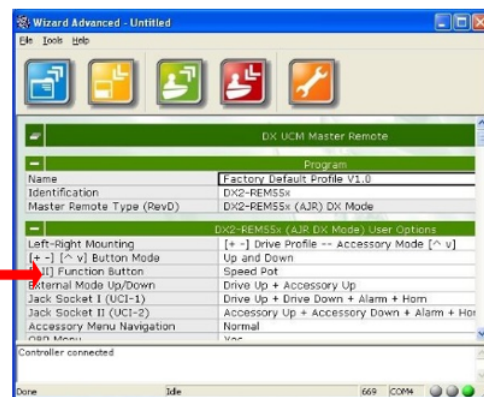 Wizard Advanced - Untitled
File Tools Help
DX UCM Master Remote
Program
Name Factory Default Profile V1.0
Identification DX2-REM55x
Master Remote Type (RevD) DX2-REM55x (AJR) DX Mode
DX2-REM55x (AJR DX Mode) User Options
Left-Right Mounting [+ -] Drive Profile -- Accessory Mode [^ v]
[+ -] [^ v] Button Mode Up and Down
II] Function Button Speed Pot
External Mode Up/Down Drive Up + Accessory Up
Jack Socket I (UCI-1) Drive Up + Drive Down + Alarm + Horn
Jack Socket II (UCI-2) Accessory Up + Accessory Down + Alarm + Hor
Accessory Menu Navigation Normal
OBP Menu Yes
Controller connected
Done Idle 669 COM4